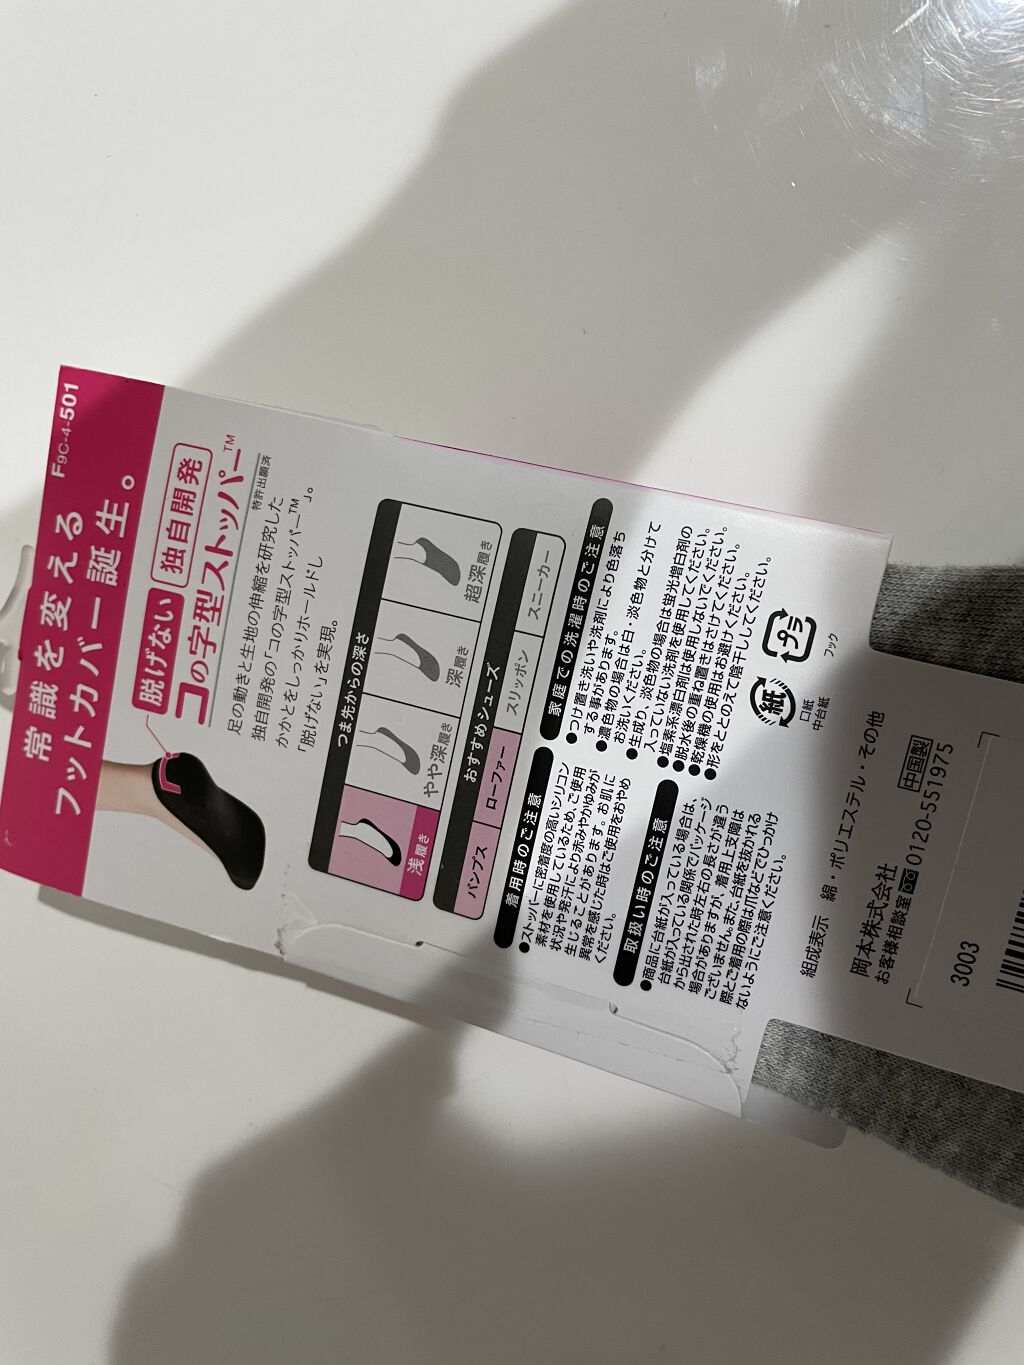 F9C-4-501
常識を変える
フットカバー誕生。
脱げない 独自開発
コの字型ストッパー™
特許出願済
足の動きと生地の伸縮を研究した
独自開発の「コの字型ストッパー™」。
かかとをしっかりホールドし
「脱げない」を実現。
つま先からの深さ
浅履き やや深履き 深履き 超深履き
おすすめシューズ
パンプス ローファー スリッポン スニーカー
着用時のご注意
●ストッパーに密着度の高いシリコン
素材を使用しているため、ご使用
状況や発汗により赤みやかゆみが
生じることがあります。お肌に
異常を感じた時はご使用をおやめ
ください。
取扱い時のご注意
●商品に台紙が入っている場合は、
台紙が入っている関係でパッケージ
から出された時左右の長さが違う
場合がありますが、着用上支障は
ございません。また、台紙を抜かれる
際とご着用の際は爪などでひっかけ
ないようにご注意ください。
家庭での洗濯時のご注意
●つけ置き洗いや洗剤により色落ち
する事があります。
●濃色物の場合は白・淡色物と分けて
お洗いください。
●生成り、淡色物の場合は蛍光増白剤の
入っていない洗剤を使用してください。
●塩素系漂白剤は使用しないでください。
●脱水後の重ね置きはさけてください。
●乾燥機の使用はお避けください。
●形をととのえて陰干ししてください。
紙
口紙
中台紙
プラ
フック
組成表示 綿・ポリエステル・その他
岡本株式会社 中国製
お客様相談室 0120-551975
3003